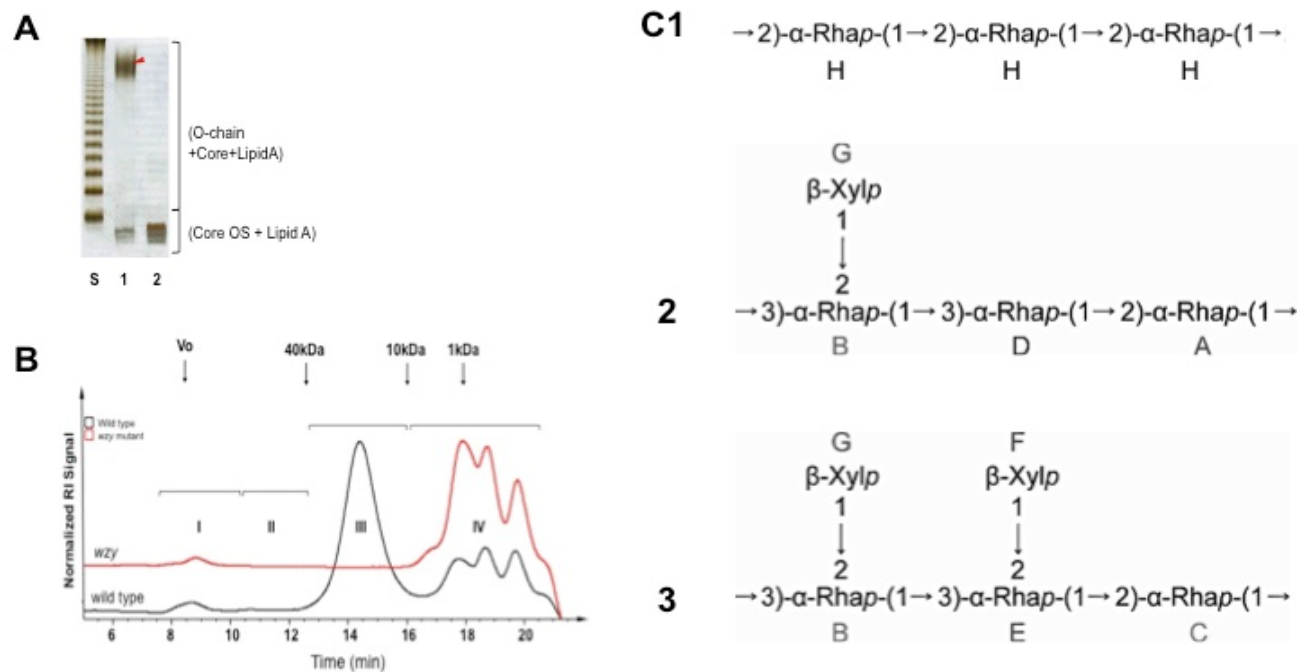 A
(O-chain
+Core+LipidA)
(Core OS + Lipid A)
S 1 2
B
Vo 40kDa 10kDa 1kDa
Wild type
wzy mutant
Normalized RI Signal
I II III IV
wzy
wild type
6 8 10 12 14 16 18 20
Time (min)
C1 →2)-α-Rhap-(1→2)-α-Rhap-(1→2)-α-Rhap-(1→
H H H
G
β-Xylp
1
↓
2
2 →3)-α-Rhap-(1→3)-α-Rhap-(1→2)-α-Rhap-(1→
B D A
G F
β-Xylp β-Xylp
1 1
↓ ↓
2 2
3 →3)-α-Rhap-(1→3)-α-Rhap-(1→2)-α-Rhap-(1→
B E C